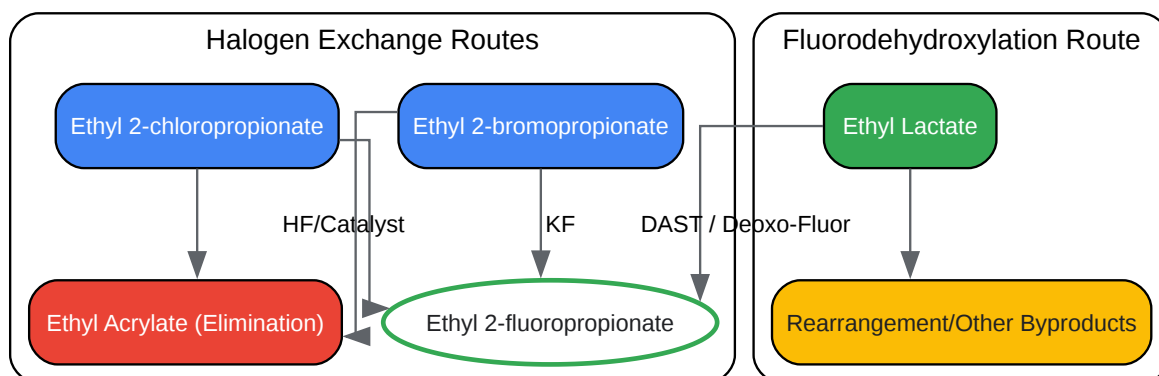 Halogen Exchange Routes
Fluorodehydroxylation Route
Ethyl 2-chloropropionate
Ethyl 2-bromopropionate
Ethyl Lactate
HF/Catalyst
KF
DAST / Deoxo-Fluor
Ethyl Acrylate (Elimination)
Ethyl 2-fluoropropionate
Rearrangement/Other Byproducts